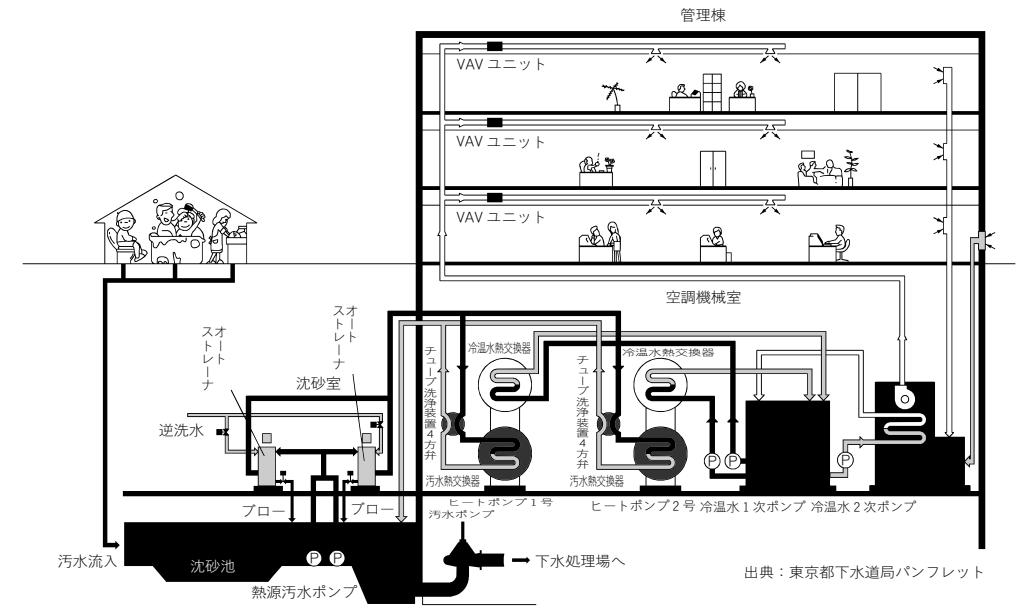 管理棟
VAV ユニット
VAV ユニット
VAV ユニット
空調機械室
オート
ストレーナ
オート
ストレーナ
沈砂室
逆洗水
チューブ洗浄装置4方弁
冷温水熱交換器
チューブ洗浄装置4方弁
冷温水熱交換器
P
P
P
汚水熱交換器
汚水熱交換器
ブロー
ブロー
ヒートポンプ1号
ヒートポンプ2号
冷温水1次ポンプ
冷温水2次ポンプ
汚水ポンプ
汚水流入
沈砂池
P
P
熱源汚水ポンプ
下水処理場へ
出典:東京都下水道局パンフレット